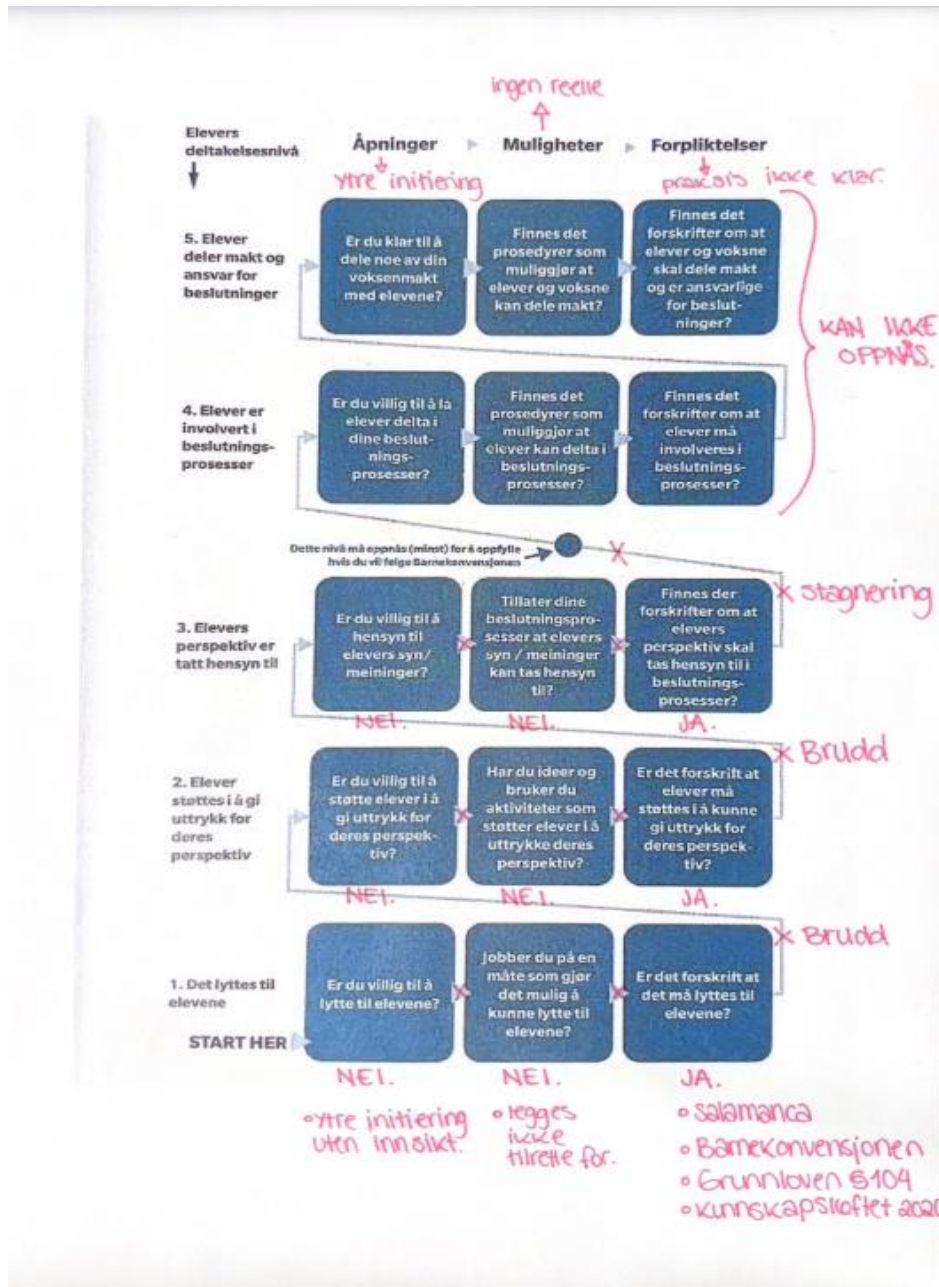 ingen reelle
Elevers
deltakelsesnivå
Åpninger
Muligheter
Forpliktelser
ytre initiering
praksis ikke klar.
5. Elever
deler makt og
ansvar for
beslutninger
Er du klar til å
dele noe av din
voksenmakt
med elevene?
Finnes det
prosedyrer som
muliggjør at
elever og voksne
kan dele makt?
Finnes det
forskrifter om at
elever og voksne
skal dele makt
og er ansvarlige
for beslut-
ninger?
KAN IKKE
OPPNÅS.
4. Elever er
involvert i
beslutnings-
prosesser
Er du villig til å la
elever delta i
dine beslut-
nings-
prosesser?
Finnes det
prosedyrer som
muliggjør at
elever kan delta i
beslutnings-
prosesser?
Finnes det
forskrifter om at
elever må
involveres i
beslutnings-
prosesser?
Dette nivå må oppnås (minst) for å oppfylle
hvis du vil følge Barnekonvensjonen
X
X stagnering
3. Elevers
perspektiv er
tatt hensyn til
Er du villig til å
hensyn til
elevers syn/
meininger?
Tillater dine
beslutningspro-
sesser at elevers
syn / meininger
kan tas hensyn
til?
Finnes der
forskrifter om at
elevers
perspektiv skal
tas hensyn til i
beslutnings-
prosesser?
NEI.
NEI.
JA.
X Brudd
2. Elever
støttes i å gi
uttrykk for
deres
perspektiv
Er du villig til å
støtte elever i å
gi uttrykk for
deres perspek-
tiv?
Har du ideer og
bruker du
aktiviteter som
støtter elever i å
uttrykke deres
perspektiv?
Er det forskrift at
elever må
støttes i å kunne
gi uttrykk for
deres perspek-
tiv?
NEI.
NEI.
JA.
X Brudd
1. Det lyttes til
elevene
START HER
Er du villig til å
lytte til elevene?
Jobber du på en
måte som gjør
det mulig å
kunne lytte til
elevene?
Er det forskrift at
det må lyttes til
elevene?
NEI.
NEI.
JA.
ytre initiering
uten innsikt.
legges
ikke
tilrette for.
Salamanca
Barnekonvensjonen
Grunnloven §104
Kunnskapsløftet 2020